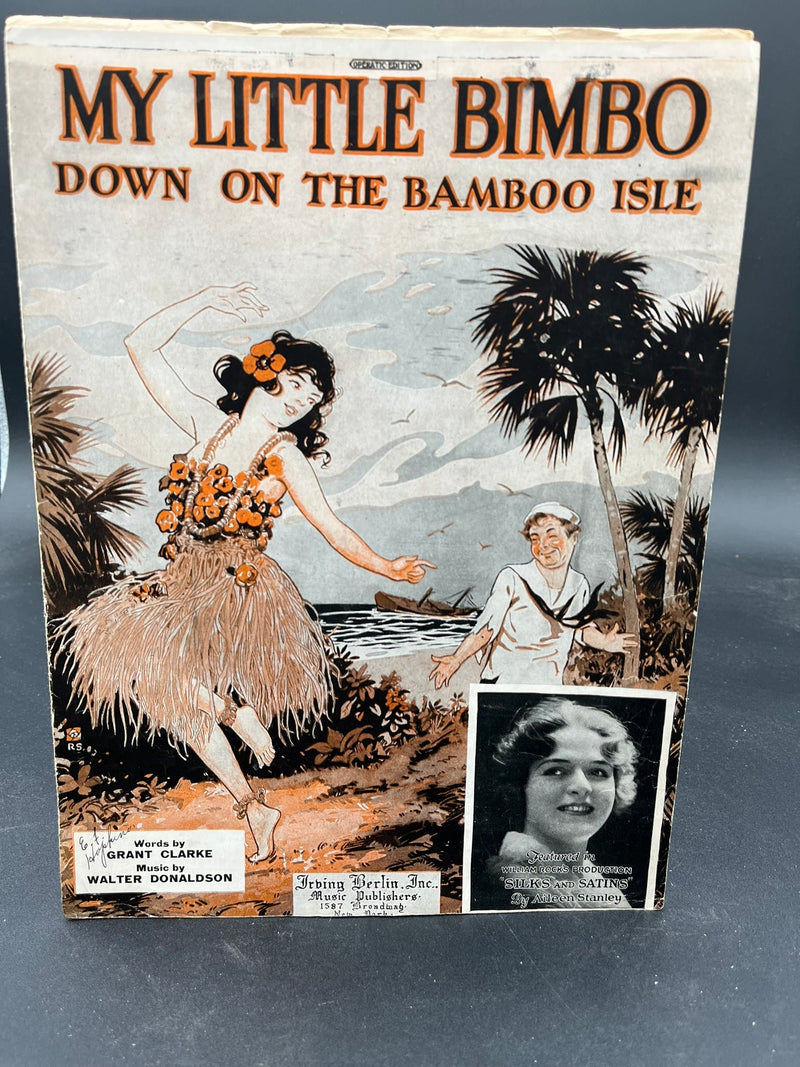 OPERATIC EDITION
MY LITTLE BIMBO
DOWN ON THE BAMBOO ISLE
R.S.
E
Hopkins
Words by
GRANT CLARKE
Music by
WALTER DONALDSON
Irving Berlin, Inc.
Music Publishers
1587 Broadway
New York
Featured in
WILLIAM ROCK'S PRODUCTION
"SILKS AND SATINS"
By Aileen Stanley